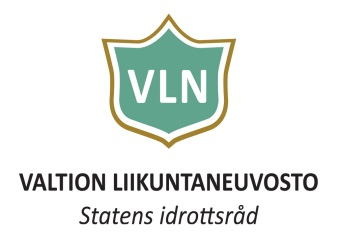 VLN
VALTION LIIKUNTANEUVOSTO
Statens idrottsråd